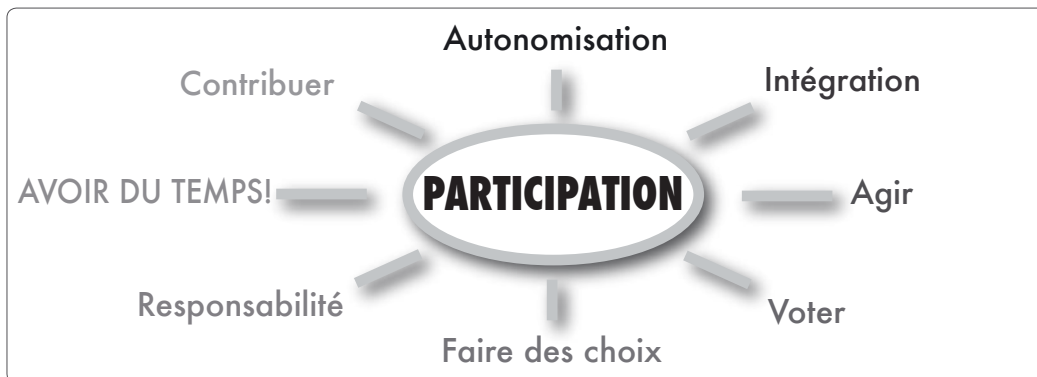 Autonomisation
Contribuer
Intégration
AVOIR DU TEMPS!
PARTICIPATION
Agir
Responsabilité
Voter
Faire des choix